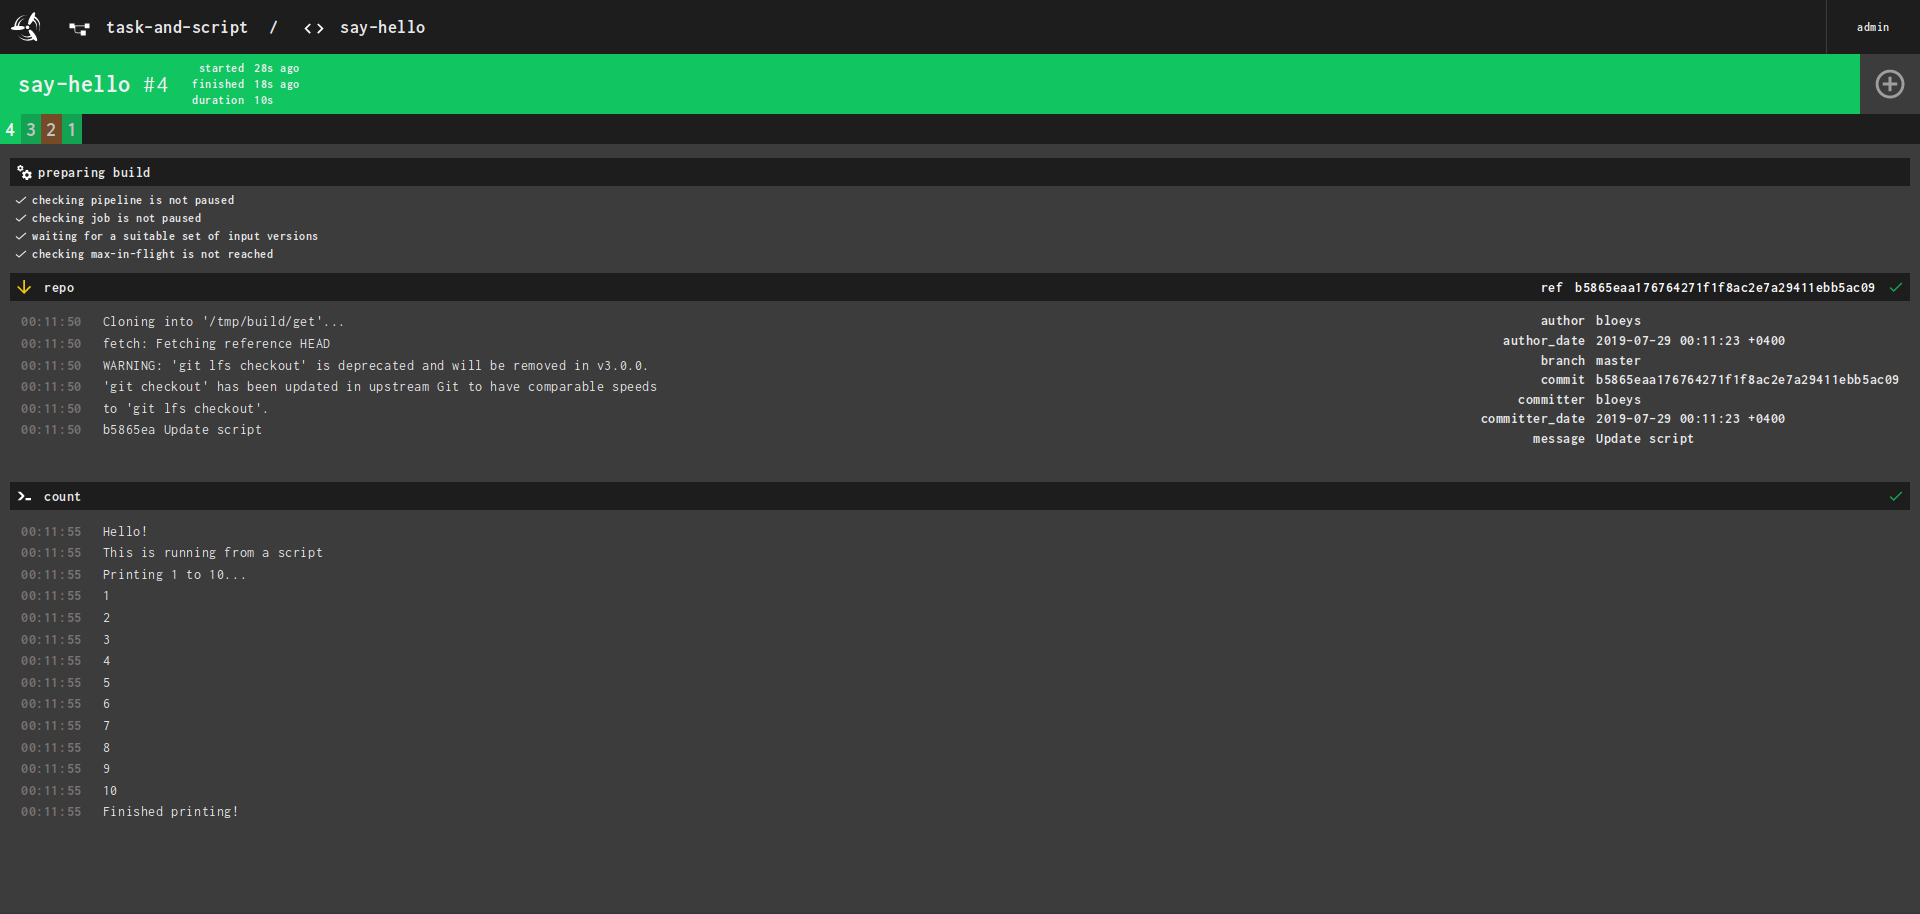 task-and-script / <> say-hello
admin
say-hello #4
started 28s ago
finished 18s ago
duration 10s
4 3 2 1
preparing build
checking pipeline is not paused
checking job is not paused
waiting for a suitable set of input versions
checking max-in-flight is not reached
repo
ref b5865eaa176764271f1f8ac2e7a29411ebb5ac09
00:11:50 Cloning into '/tmp/build/get'...
00:11:50 fetch: Fetching reference HEAD
00:11:50 WARNING: 'git lfs checkout' is deprecated and will be removed in v3.0.0.
00:11:50 'git checkout' has been updated in upstream Git to have comparable speeds
00:11:50 to 'git lfs checkout'.
00:11:50 b5865ea Update script
author bloeys
author_date 2019-07-29 00:11:23 +0400
branch master
commit b5865eaa176764271f1f8ac2e7a29411ebb5ac09
committer bloeys
committer_date 2019-07-29 00:11:23 +0400
message Update script
count
00:11:55 Hello!
00:11:55 This is running from a script
00:11:55 Printing 1 to 10...
00:11:55 1
00:11:55 2
00:11:55 3
00:11:55 4
00:11:55 5
00:11:55 6
00:11:55 7
00:11:55 8
00:11:55 9
00:11:55 10
00:11:55 Finished printing!